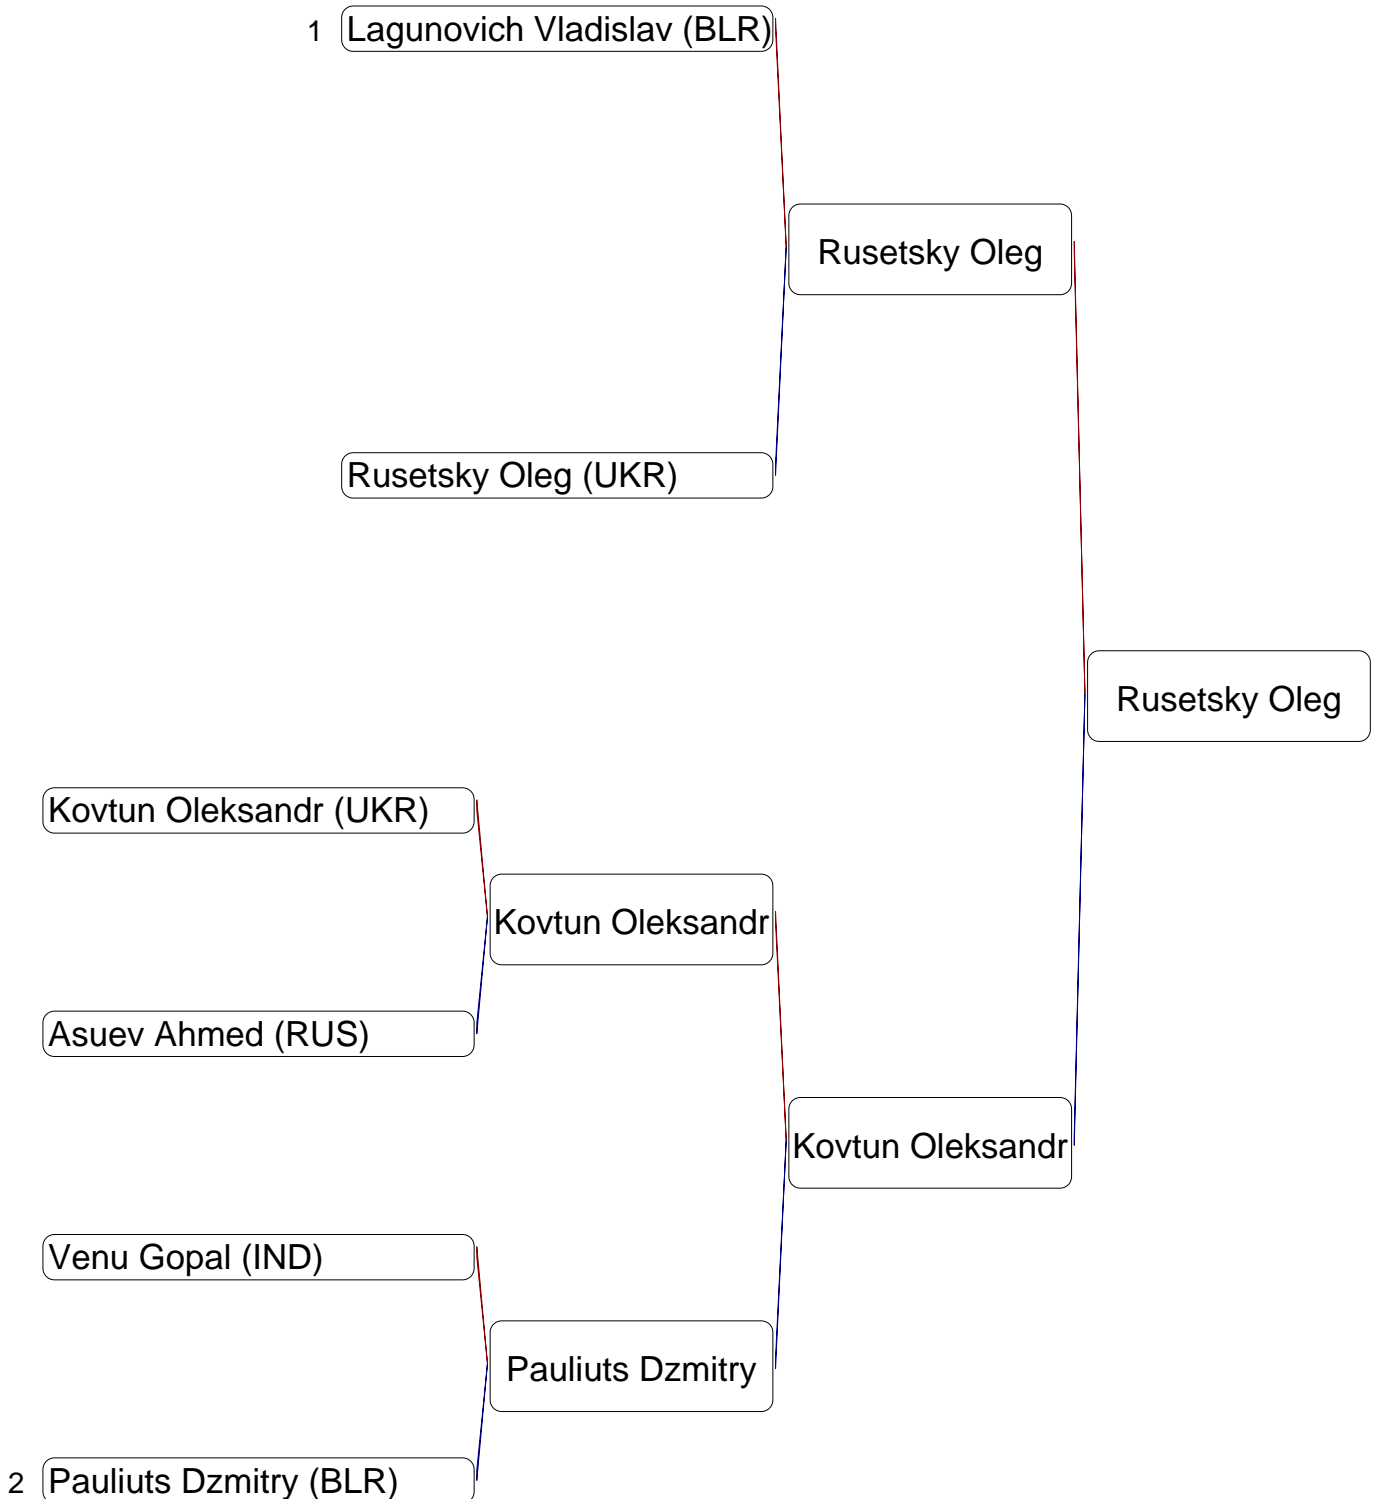 1 Lagunovich Vladislav (BLR)
Rusetsky Oleg
Rusetsky Oleg (UKR)
Rusetsky Oleg
Kovtun Oleksandr (UKR)
Kovtun Oleksandr
Asuev Ahmed (RUS)
Kovtun Oleksandr
Venu Gopal (IND)
Pauliuts Dzmitry
2 Pauliuts Dzmitry (BLR)